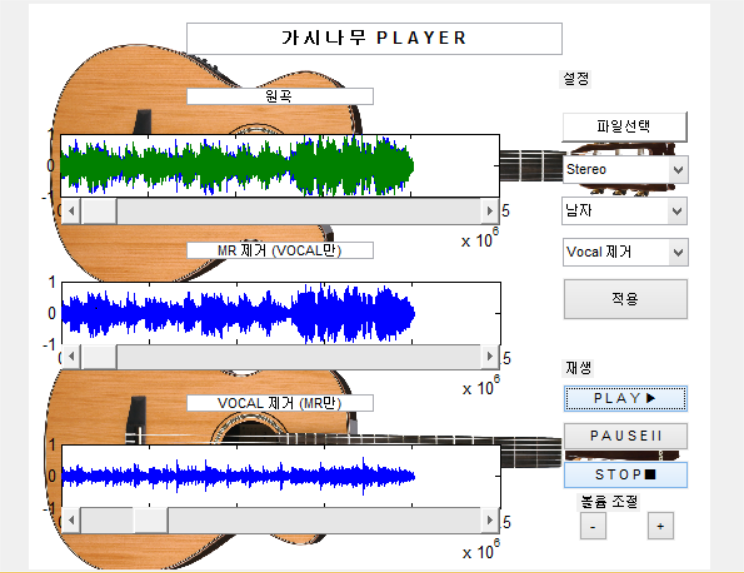 가시나무 PLAYER
설정
원곡
파일선택
1
0
-1
Stereo
5
x 10^6
남자
MR 제거 (VOCAL만)
Vocal 제거
1
0
-1
적용
5
x 10^6
재생
PLAY▶
VOCAL 제거 (MR만)
PAUSE II
1
0
-1
STOP■
볼륨 조절
5
- +
x 10^6